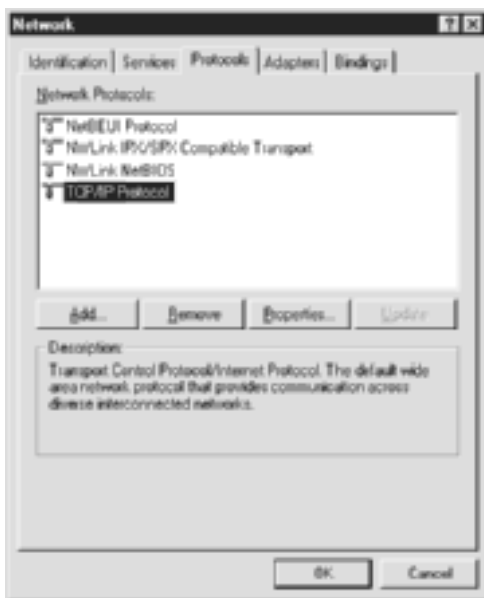 Network
Identification Services Protocols Adapters Bindings
Network Protocols:
NetBEUI Protocol
NWLink IPX/SPX Compatible Transport
NWLink NetBIOS
TCP/IP Protocol
Add... Remove Properties... Update
Description:
Transport Control Protocol/Internet Protocol. The default wide
area network protocol that provides communication across
diverse interconnected networks.
OK Cancel